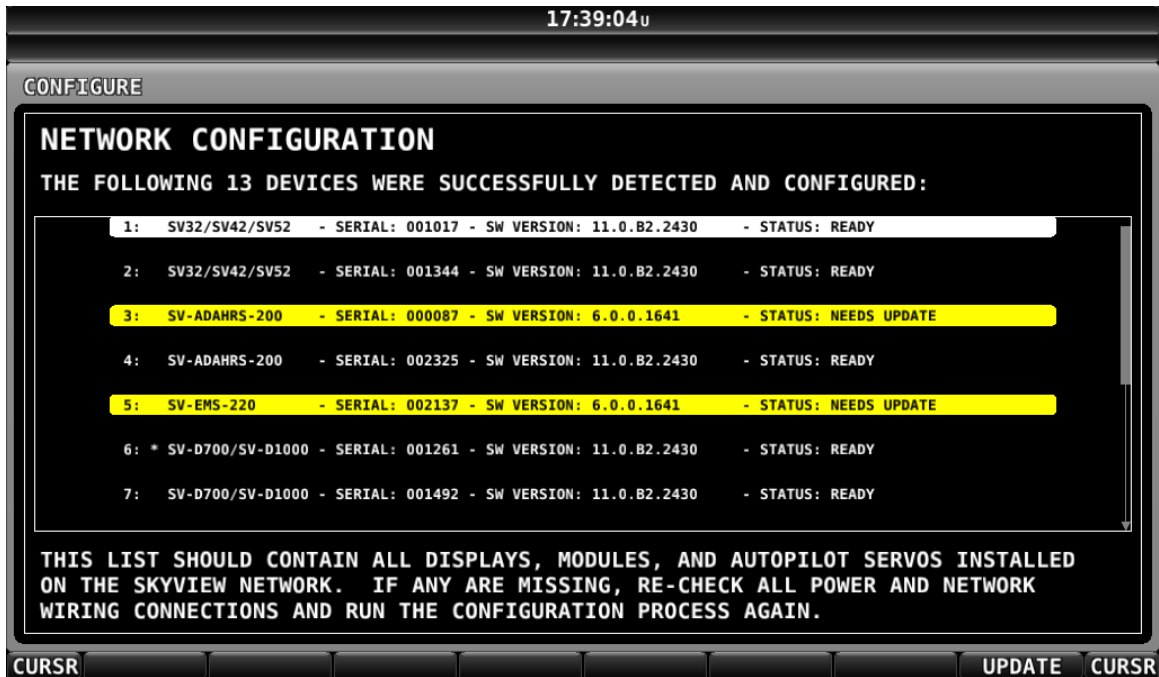 17:39:04U
CONFIGURE
NETWORK CONFIGURATION
THE FOLLOWING 13 DEVICES WERE SUCCESSFULLY DETECTED AND CONFIGURED:
1: SV32/SV42/SV52 - SERIAL: 001017 - SW VERSION: 11.0.B2.2430 - STATUS: READY
2: SV32/SV42/SV52 - SERIAL: 001344 - SW VERSION: 11.0.B2.2430 - STATUS: READY
3: SV-ADAHRS-200 - SERIAL: 000087 - SW VERSION: 6.0.0.1641 - STATUS: NEEDS UPDATE
4: SV-ADAHRS-200 - SERIAL: 002325 - SW VERSION: 11.0.B2.2430 - STATUS: READY
5: SV-EMS-220 - SERIAL: 002137 - SW VERSION: 6.0.0.1641 - STATUS: NEEDS UPDATE
6: * SV-D700/SV-D1000 - SERIAL: 001261 - SW VERSION: 11.0.B2.2430 - STATUS: READY
7: SV-D700/SV-D1000 - SERIAL: 001492 - SW VERSION: 11.0.B2.2430 - STATUS: READY
THIS LIST SHOULD CONTAIN ALL DISPLAYS, MODULES, AND AUTOPILOT SERVOS INSTALLED
ON THE SKYVIEW NETWORK. IF ANY ARE MISSING, RE-CHECK ALL POWER AND NETWORK
WIRING CONNECTIONS AND RUN THE CONFIGURATION PROCESS AGAIN.
CURSR UPDATE CURSR